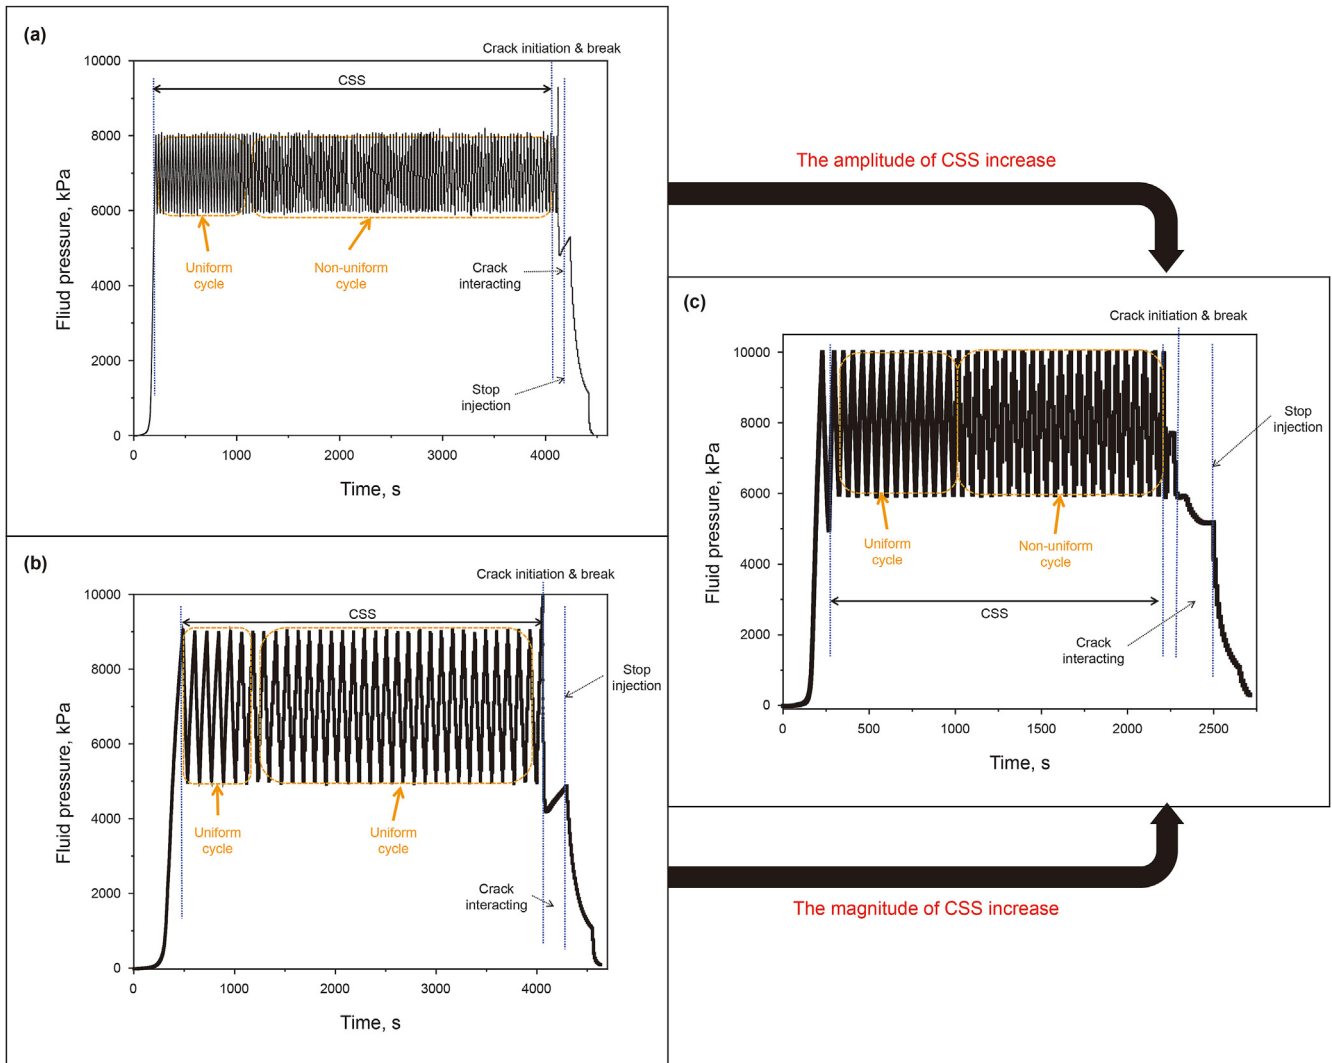 (a)
Crack initiation & break
10000
CSS
8000
6000
4000
2000
0
Fliud pressure, kPa
Uniform
cycle
Non-uniform
cycle
Crack
interacting
Stop
injection
0 1000 2000 3000 4000
Time, s
The amplitude of CSS increase
(b)
Crack initiation & break
10000
CSS
8000
6000
4000
2000
0
Fluid pressure, kPa
Uniform
cycle
Uniform
cycle
Stop
injection
Crack
interacting
0 1000 2000 3000 4000
Time, s
(c)
Crack initiation & break
10000
8000
6000
4000
2000
0
Fluid pressure, kPa
Stop
injection
Uniform
cycle
Non-uniform
cycle
CSS
Crack
interacting
0 500 1000 1500 2000 2500
Time, s
The magnitude of CSS increase